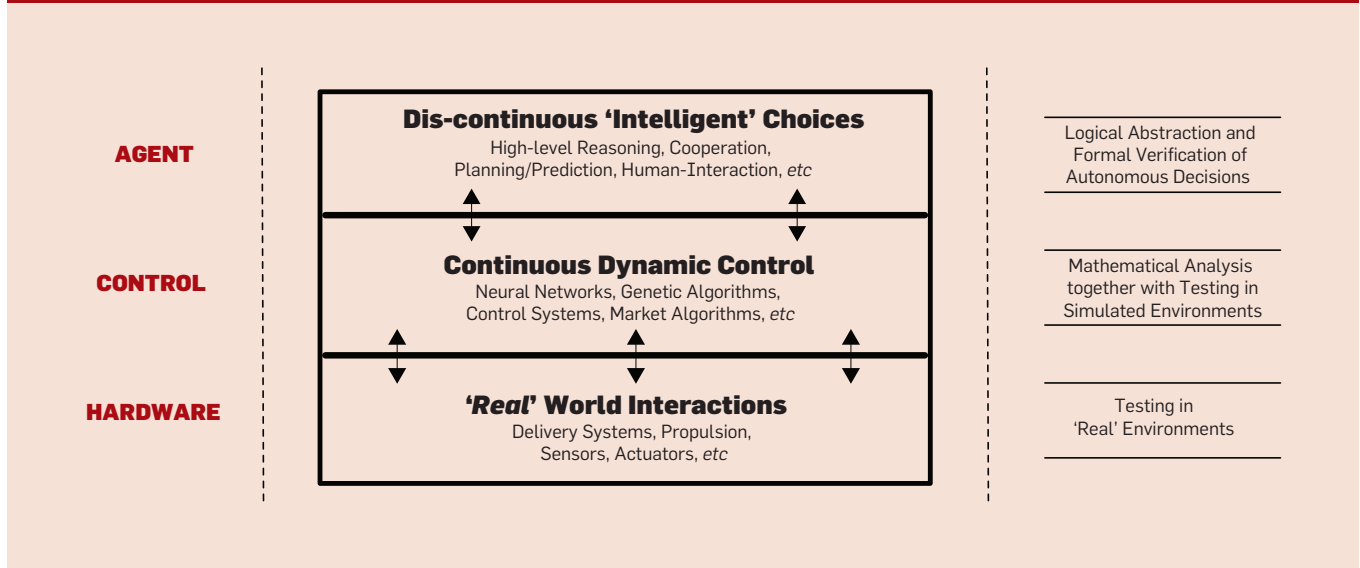 AGENT
Dis-continuous ‘Intelligent’ Choices
High-level Reasoning, Cooperation,
Planning/Prediction, Human-Interaction, etc
Logical Abstraction and
Formal Verification of
Autonomous Decisions
CONTROL
Continuous Dynamic Control
Neural Networks, Genetic Algorithms,
Control Systems, Market Algorithms, etc
Mathematical Analysis
together with Testing in
Simulated Environments
HARDWARE
‘Real’ World Interactions
Delivery Systems, Propulsion,
Sensors, Actuators, etc
Testing in
‘Real’ Environments